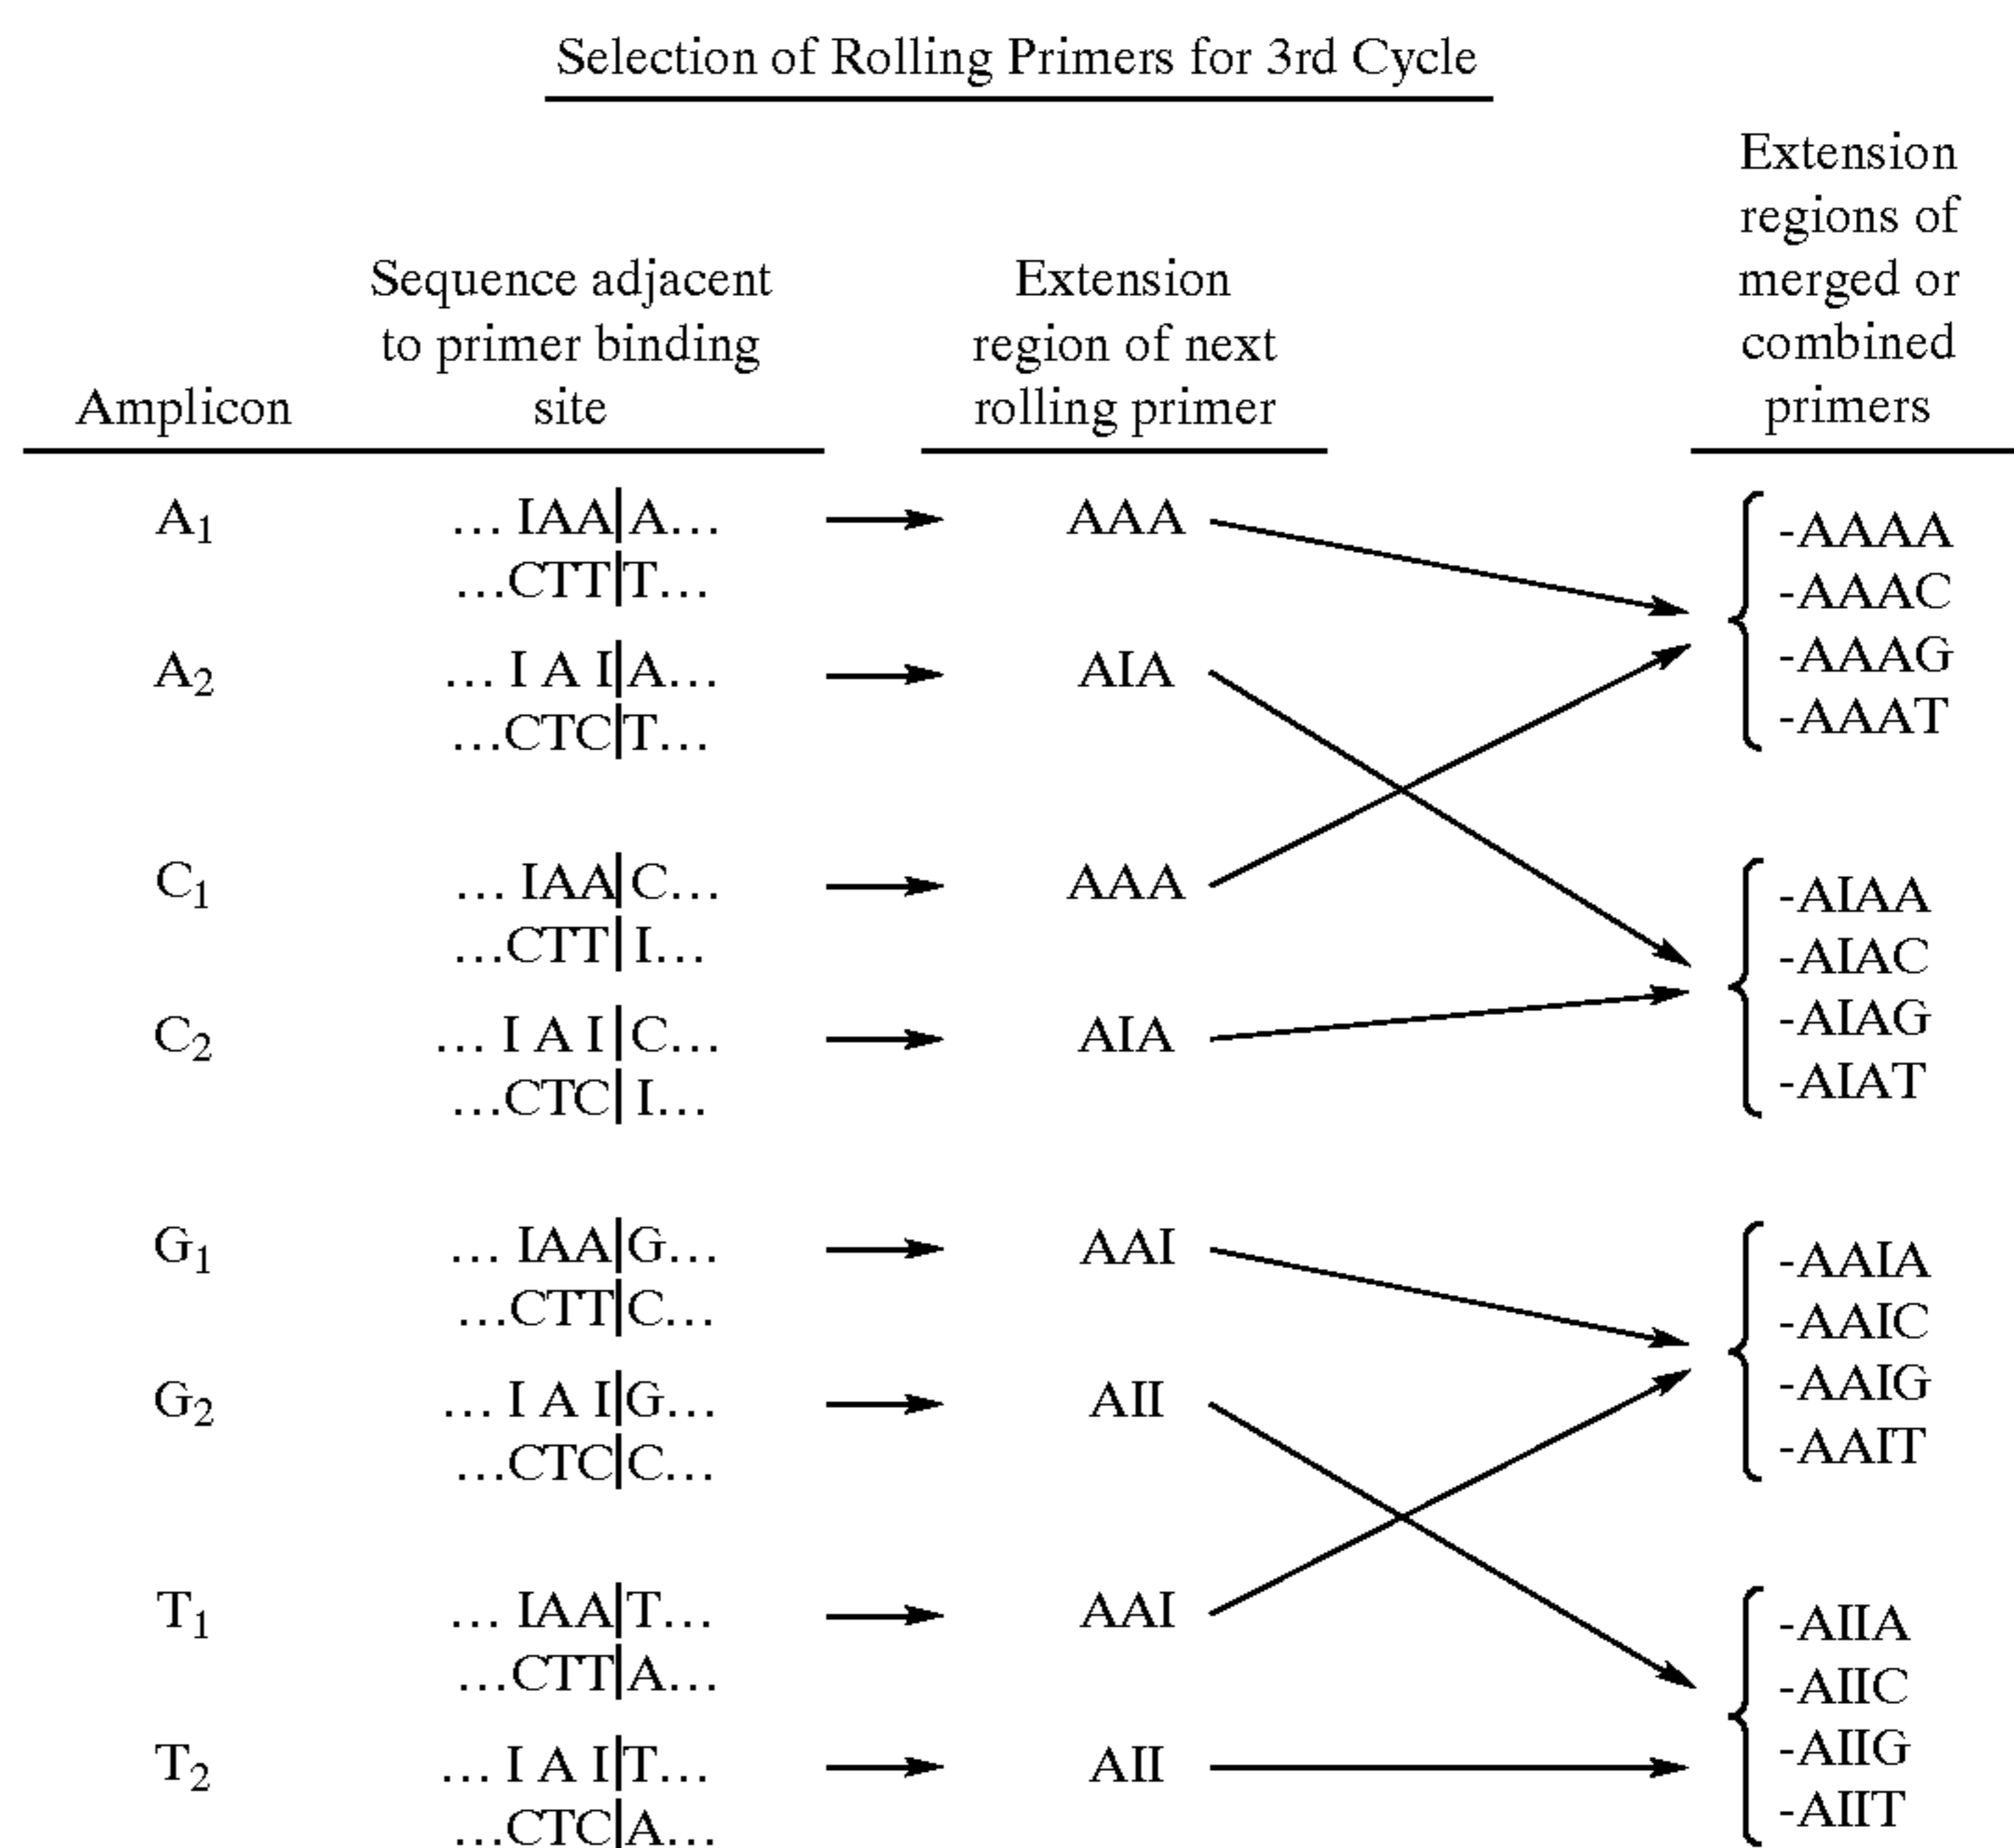 Selection of Rolling Primers for 3rd Cycle
Amplicon
Sequence adjacent
to primer binding
site
Extension
region of next
rolling primer
Extension
regions of
merged or
combined
primers
A₁
... IAA|A...
...CTT|T...
AAA
A₂
... I A I|A...
...CTC|T...
AIA
-AAAA
-AAAC
-AAAG
-AAAT
C₁
... IAA|C...
...CTT|I...
AAA
C₂
... I A I|C...
...CTC|I...
AIA
-AIAA
-AIAC
-AIAG
-AIAT
G₁
... IAA|G...
...CTT|C...
AAI
G₂
... I A I|G...
...CTC|C...
AII
-AAIA
-AAIC
-AAIG
-AAIT
T₁
... IAA|T...
...CTT|A...
AAI
T₂
... I A I|T...
...CTC|A...
AII
-AIIA
-AIIC
-AIIG
-AIIT